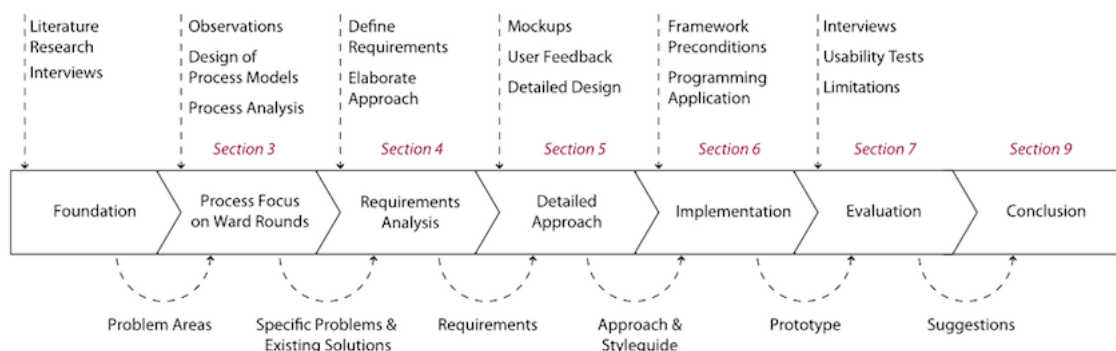 Literature
Research
Interviews
Observations
Design of
Process Models
Process Analysis
Define
Requirements
Elaborate
Approach
Mockups
User Feedback
Detailed Design
Framework
Preconditions
Programming
Application
Interviews
Usability Tests
Limitations
Section 3
Section 4
Section 5
Section 6
Section 7
Section 9
Foundation
Process Focus
on Ward Rounds
Requirements
Analysis
Detailed
Approach
Implementation
Evaluation
Conclusion
Problem Areas
Specific Problems &
Existing Solutions
Requirements
Approach &
Styleguide
Prototype
Suggestions